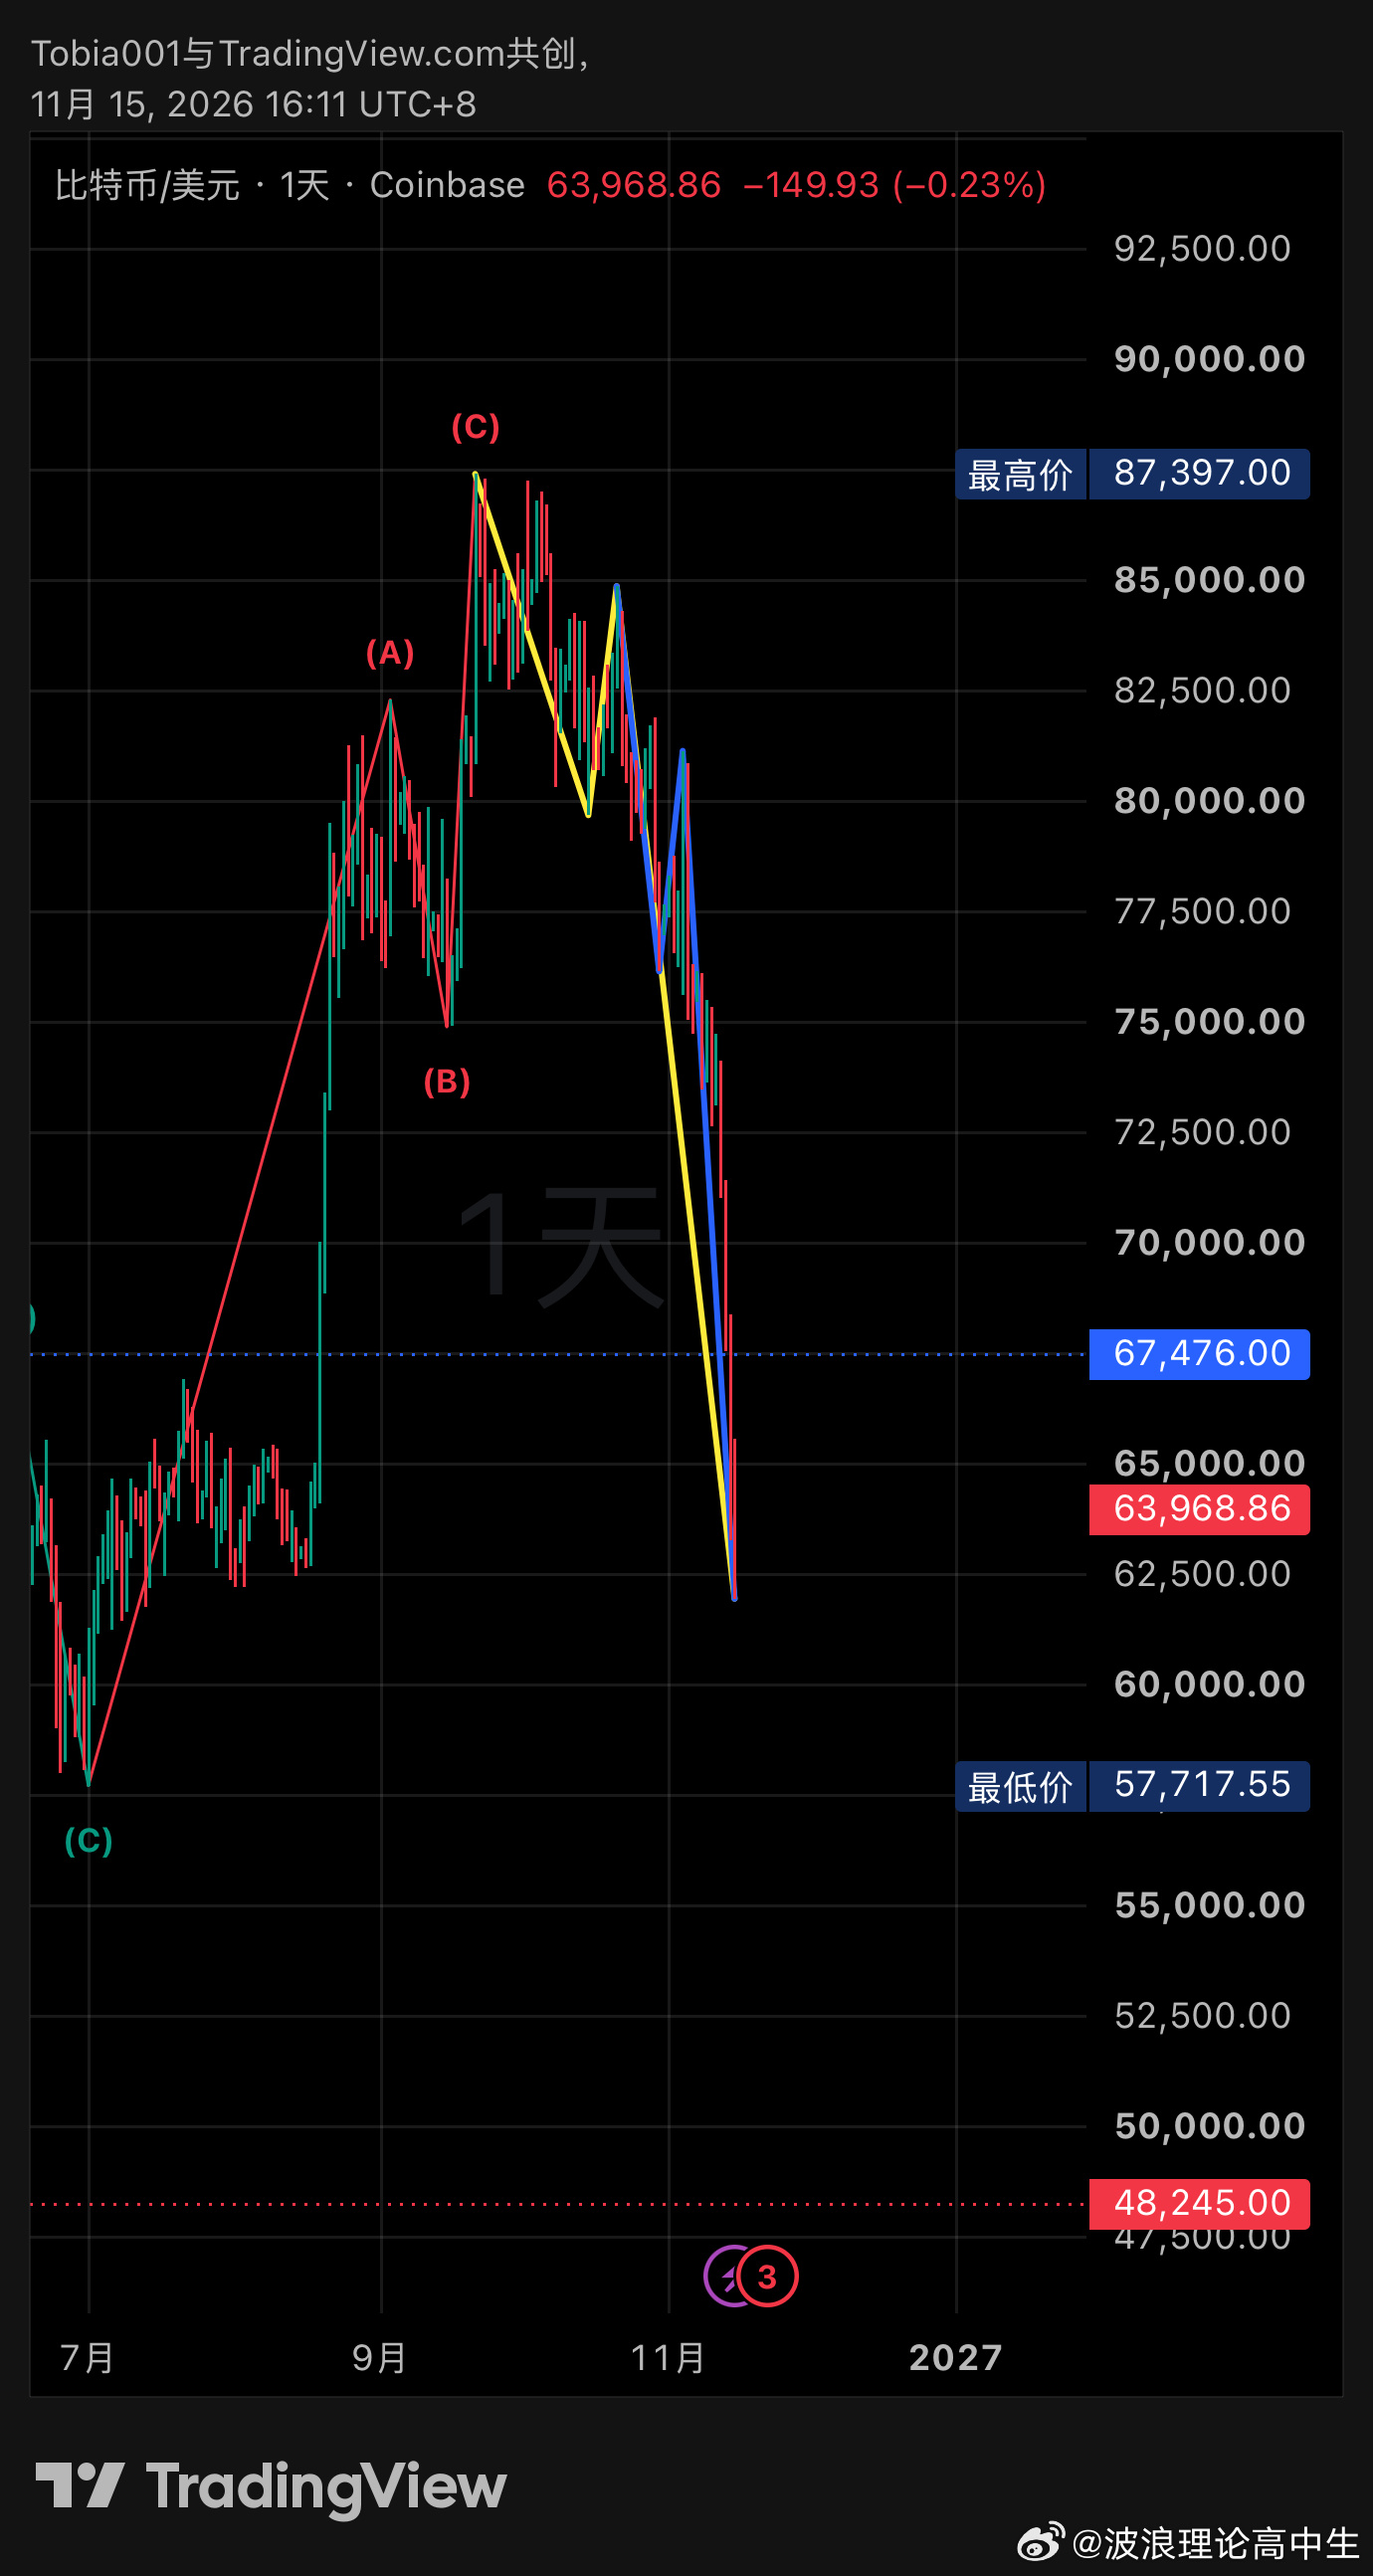 Tobia001与TradingView.com共创,
11月 15, 2026 16:11 UTC+8
比特币/美元 · 1天 · Coinbase 63,968.86 −149.93 (−0.23%)
92,500.00
90,000.00
(C)
最高价 87,397.00
85,000.00
(A)
82,500.00
80,000.00
77,500.00
75,000.00
(B)
72,500.00
1天
70,000.00
67,476.00
65,000.00
63,968.86
62,500.00
60,000.00
最低价 57,717.55
(C)
55,000.00
52,500.00
50,000.00
48,245.00
47,500.00
3
7月 9月 11月 2027
TradingView
@波浪理论高中生